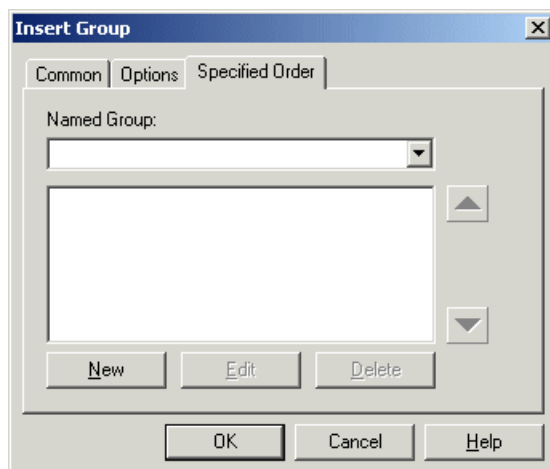 Insert Group
Common Options Specified Order
Named Group:
New Edit Delete
OK Cancel Help